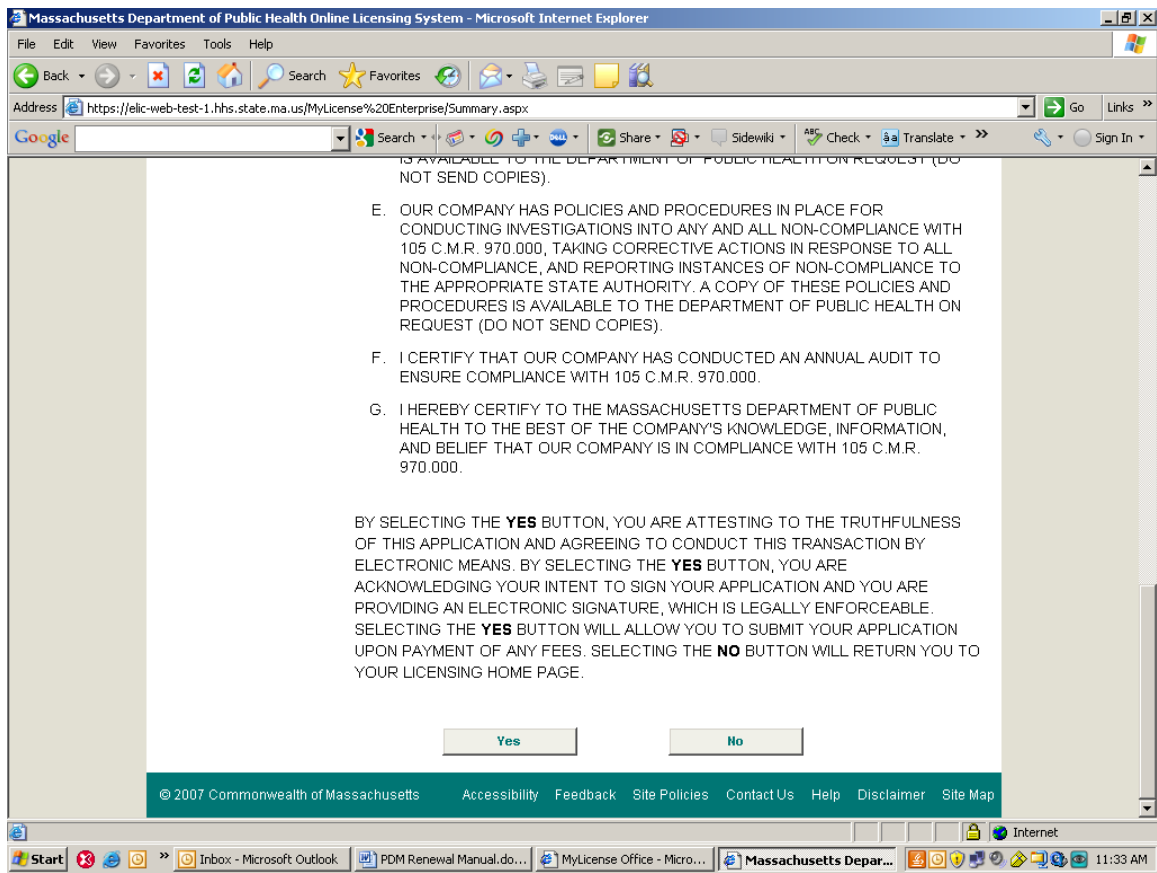 Massachusetts Department of Public Health Online Licensing System - Microsoft Internet Explorer
File Edit View Favorites Tools Help
Back Search Favorites
Address https://elic-web-test-1.hhs.state.ma.us/MyLicense%20Enterprise/Summary.aspx Go Links »
Google Search Share Sidewiki ABC Check Translate » Sign In
IS AVAILABLE TO THE DEPARTMENT OF PUBLIC HEALTH ON REQUEST (DO
NOT SEND COPIES).
E. OUR COMPANY HAS POLICIES AND PROCEDURES IN PLACE FOR
CONDUCTING INVESTIGATIONS INTO ANY AND ALL NON-COMPLIANCE WITH
105 C.M.R. 970.000, TAKING CORRECTIVE ACTIONS IN RESPONSE TO ALL
NON-COMPLIANCE, AND REPORTING INSTANCES OF NON-COMPLIANCE TO
THE APPROPRIATE STATE AUTHORITY. A COPY OF THESE POLICIES AND
PROCEDURES IS AVAILABLE TO THE DEPARTMENT OF PUBLIC HEALTH ON
REQUEST (DO NOT SEND COPIES).
F. I CERTIFY THAT OUR COMPANY HAS CONDUCTED AN ANNUAL AUDIT TO
ENSURE COMPLIANCE WITH 105 C.M.R. 970.000.
G. I HEREBY CERTIFY TO THE MASSACHUSETTS DEPARTMENT OF PUBLIC
HEALTH TO THE BEST OF THE COMPANY'S KNOWLEDGE, INFORMATION,
AND BELIEF THAT OUR COMPANY IS IN COMPLIANCE WITH 105 C.M.R.
970.000.
BY SELECTING THE YES BUTTON, YOU ARE ATTESTING TO THE TRUTHFULNESS
OF THIS APPLICATION AND AGREEING TO CONDUCT THIS TRANSACTION BY
ELECTRONIC MEANS. BY SELECTING THE YES BUTTON, YOU ARE
ACKNOWLEDGING YOUR INTENT TO SIGN YOUR APPLICATION AND YOU ARE
PROVIDING AN ELECTRONIC SIGNATURE, WHICH IS LEGALLY ENFORCEABLE.
SELECTING THE YES BUTTON WILL ALLOW YOU TO SUBMIT YOUR APPLICATION
UPON PAYMENT OF ANY FEES. SELECTING THE NO BUTTON WILL RETURN YOU TO
YOUR LICENSING HOME PAGE.
Yes No
© 2007 Commonwealth of Massachusetts Accessibility Feedback Site Policies Contact Us Help Disclaimer Site Map
Internet
Start » Inbox - Microsoft Outlook PDM Renewal Manual.do... MyLicense Office - Micro... Massachusetts Depar... 11:33 AM